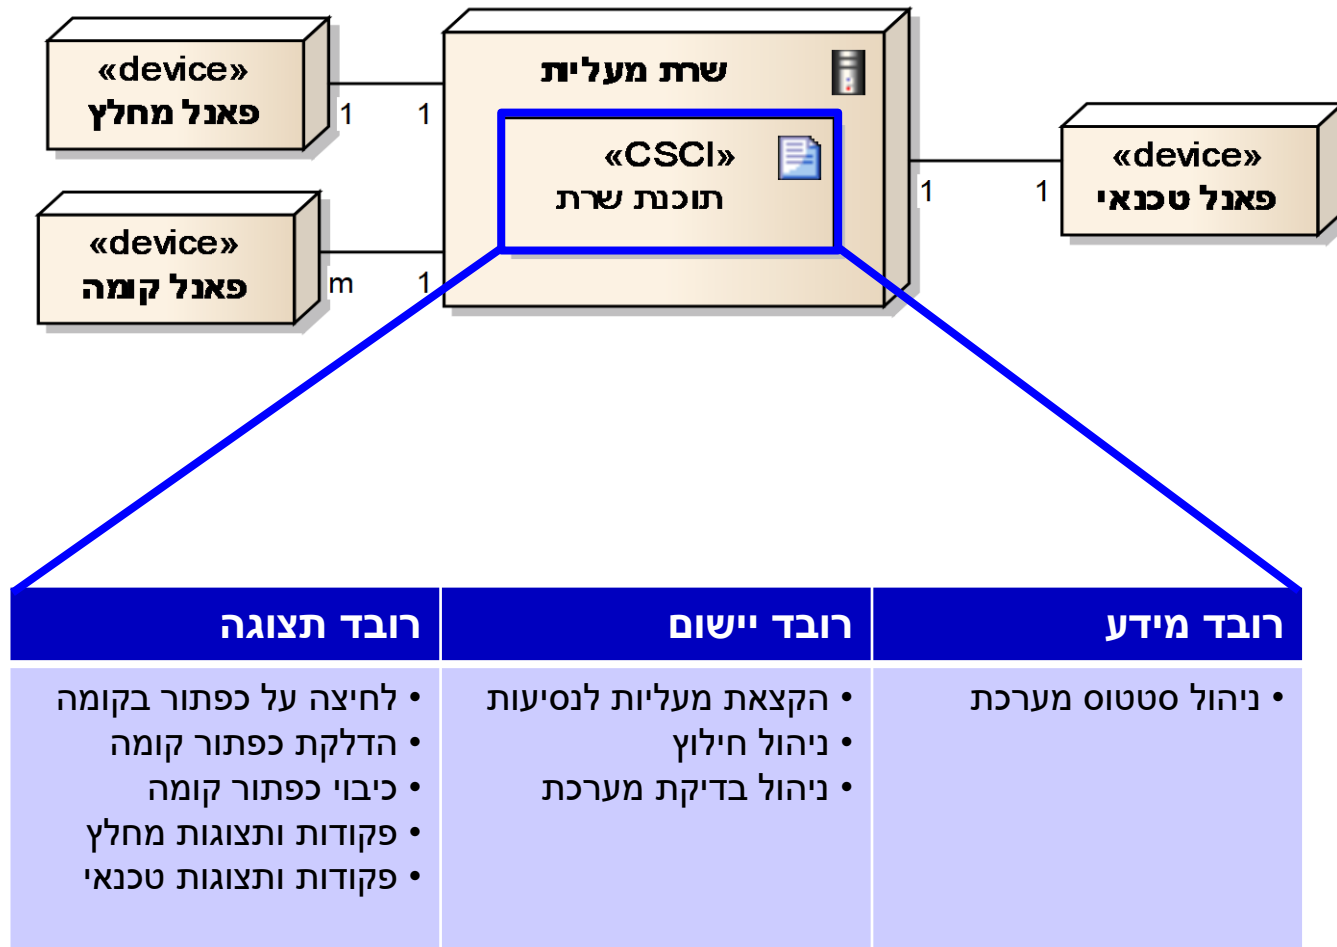 «device»
פאנל מחלץ
1
1
שרת מעליות
«CSCI»
תוכנת שרת
«device»
פאנל טכנאי
1
1
«device»
פאנל קומה
m
1
רובד תצוגה
• לחיצה על כפתור בקומה
• הדלקת כפתור קומה
• כיבוי כפתור קומה
• פקודות ותצוגות מחלץ
• פקודות ותצוגות טכנאי
רובד יישום
• הקצאת מעליות לנסיעות
• ניהול חילוץ
• ניהול בדיקת מערכת
רובד מידע
• ניהול סטטוס מערכת